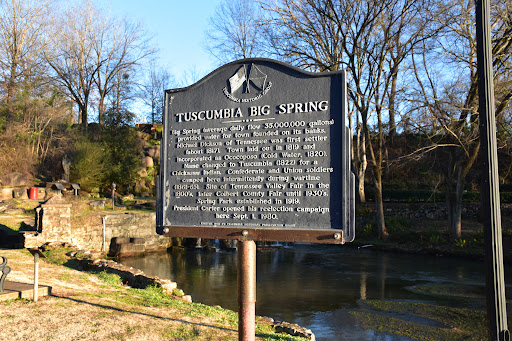 TUSCUMBIA BIG SPRING
Big Spring (average daily flow 35,000,000 gallons)
provided water for town founded on its banks.
Michael Dickson of Tennessee was first settler
(about 1817). Town laid out in 1819 and
incorporated as Ococoposo (Cold Water, 1820).
Name changed to Tuscumbia (1822) for a
Chickasaw Indian. Confederate and Union soldiers
camped here intermittently during wartime
1862-65. Site of Tennessee Valley Fair in the
1900's, later Colbert County Fair until 1930's.
Spring Park established in 1919.
President Carter opened his reelection campaign
here Sept. 1, 1980.